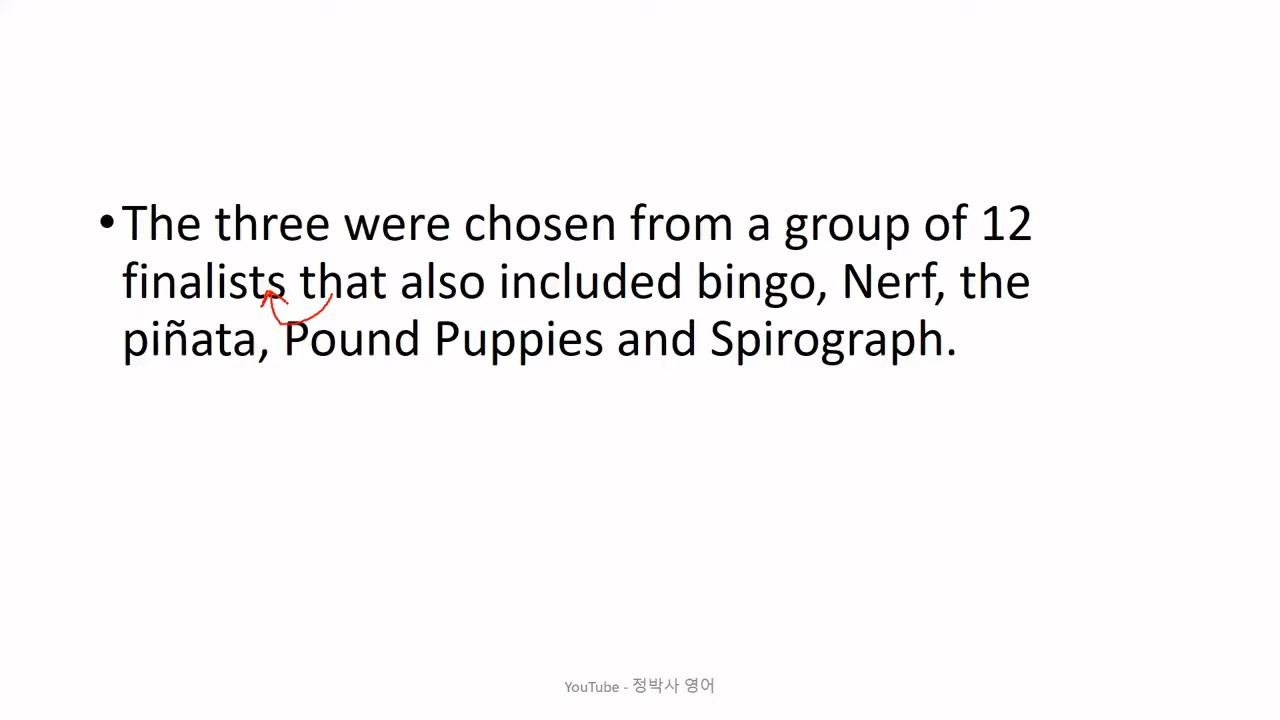 •The three were chosen from a group of 12
finalists that also included bingo, Nerf, the
piñata, Pound Puppies and Spirograph.
YouTube - 정박사 영어